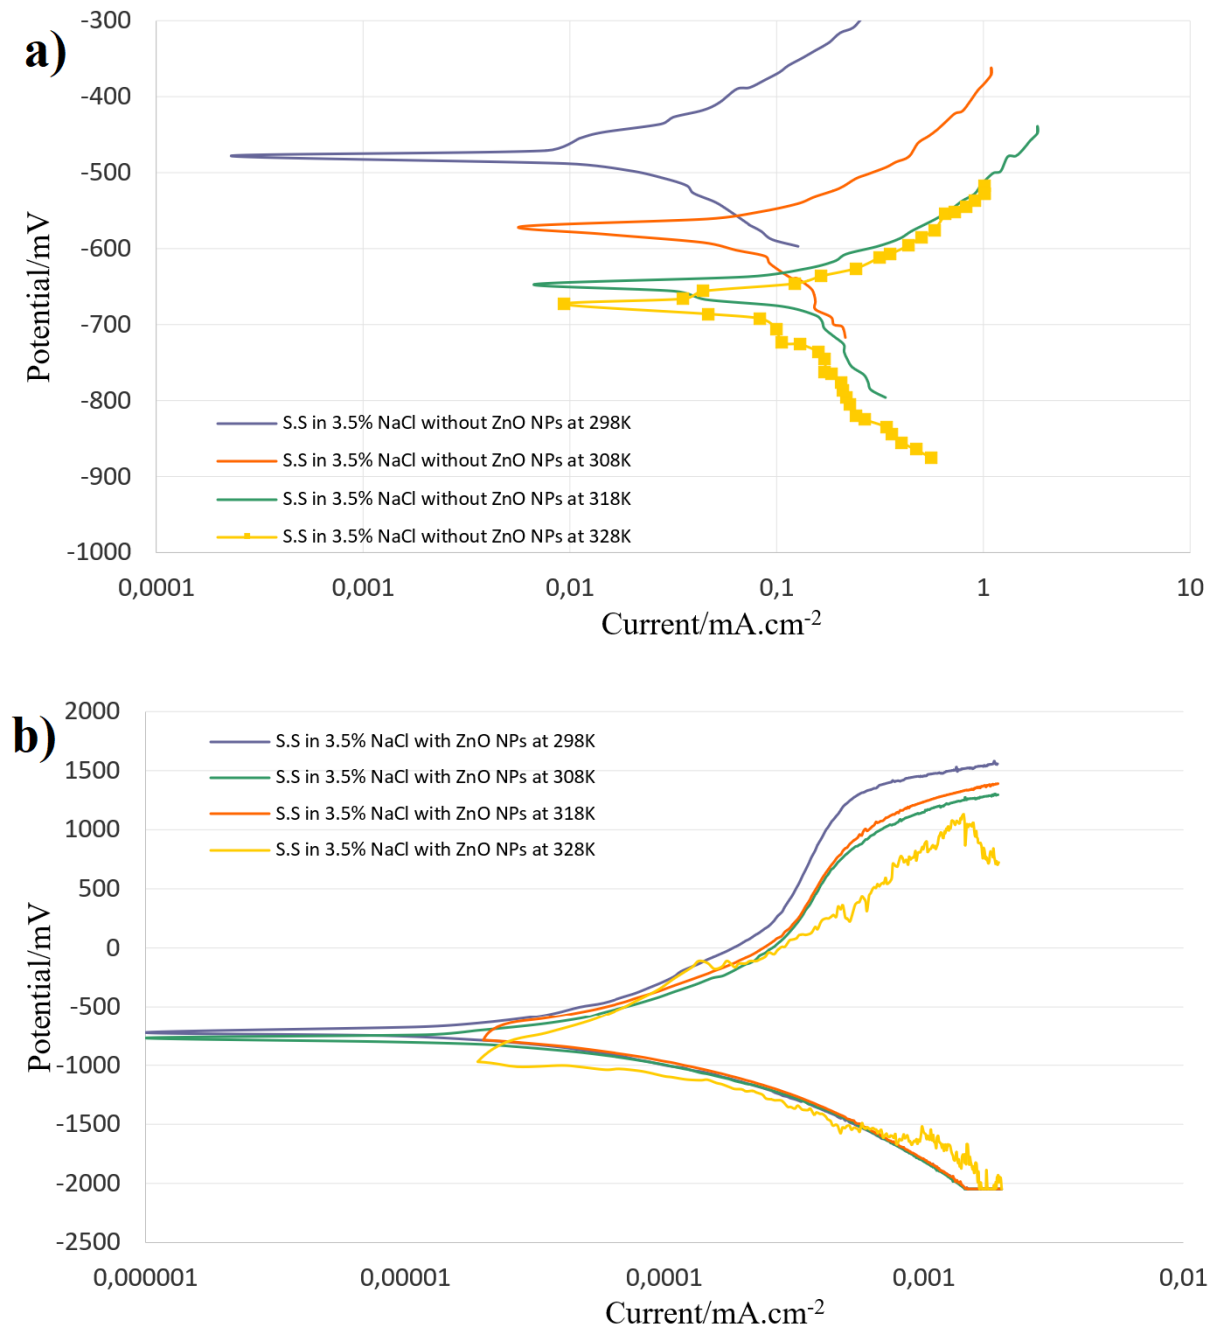 a)
-300
-400
-500
-600
-700
-800
-900
-1000
Potential/mV
S.S in 3.5% NaCl without ZnO NPs at 298K
S.S in 3.5% NaCl without ZnO NPs at 308K
S.S in 3.5% NaCl without ZnO NPs at 318K
S.S in 3.5% NaCl without ZnO NPs at 328K
0,0001 0,001 0,01 0,1 1 10
Current/mA.cm-2
b)
2000
1500
1000
500
0
-500
-1000
-1500
-2000
-2500
Potential/mV
S.S in 3.5% NaCl with ZnO NPs at 298K
S.S in 3.5% NaCl with ZnO NPs at 308K
S.S in 3.5% NaCl with ZnO NPs at 318K
S.S in 3.5% NaCl with ZnO NPs at 328K
0,000001 0,00001 0,0001 0,001 0,01
Current/mA.cm-2